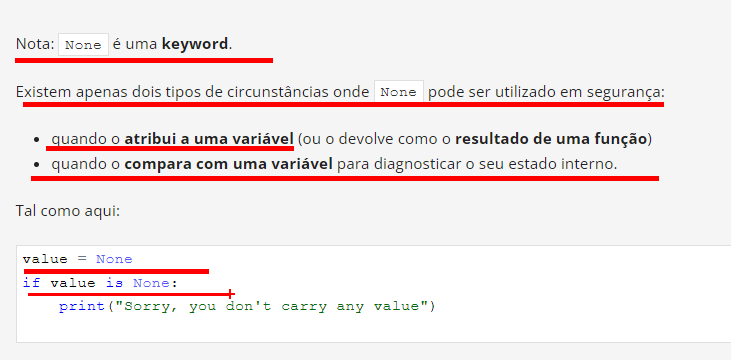 Nota: None é uma keyword.
Existem apenas dois tipos de circunstâncias onde None pode ser utilizado em segurança:
• quando o atribui a uma variável (ou o devolve como o resultado de uma função)
• quando o compara com uma variável para diagnosticar o seu estado interno.
Tal como aqui:
value = None
if value is None:
    print("Sorry, you don't carry any value")